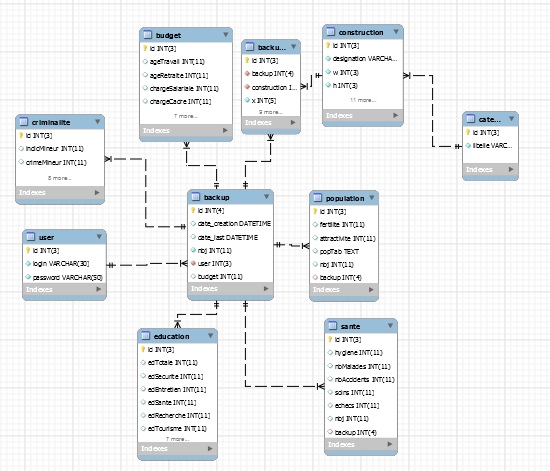 budget
id INT(3)
ageTravail INT(11)
ageRetraite INT(11)
chargeSalariale INT(11)
chargeCadre INT(11)
7 more...
Indexes
backu...
id INT(3)
backup INT(4)
construction I...
x INT(5)
9 more...
Indexes
construction
id INT(3)
designation VARCHA...
w INT(3)
h INT(3)
11 more...
Indexes
criminalite
id INT(3)
indicMineur INT(11)
crimeMineur INT(11)
8 more...
Indexes
cate...
id INT(3)
libelle VARC...
Indexes
backup
id INT(4)
date_creation DATETIME
date_last DATETIME
nbj INT(11)
user INT(3)
budget INT(11)
Indexes
population
id INT(3)
fertilite INT(11)
attractivite INT(11)
popTab TEXT
nbj INT(11)
backup INT(4)
Indexes
user
id INT(3)
login VARCHAR(30)
password VARCHAR(50)
Indexes
education
id INT(3)
edTotale INT(11)
edSecurite INT(11)
edEntretien INT(11)
edSante INT(11)
edRecherche INT(11)
edTourisme INT(11)
7 more...
Indexes
sante
id INT(3)
hygiene INT(11)
nbMalades INT(11)
nbAccidents INT(11)
soins INT(11)
echecs INT(11)
nbj INT(11)
backup INT(4)
Indexes